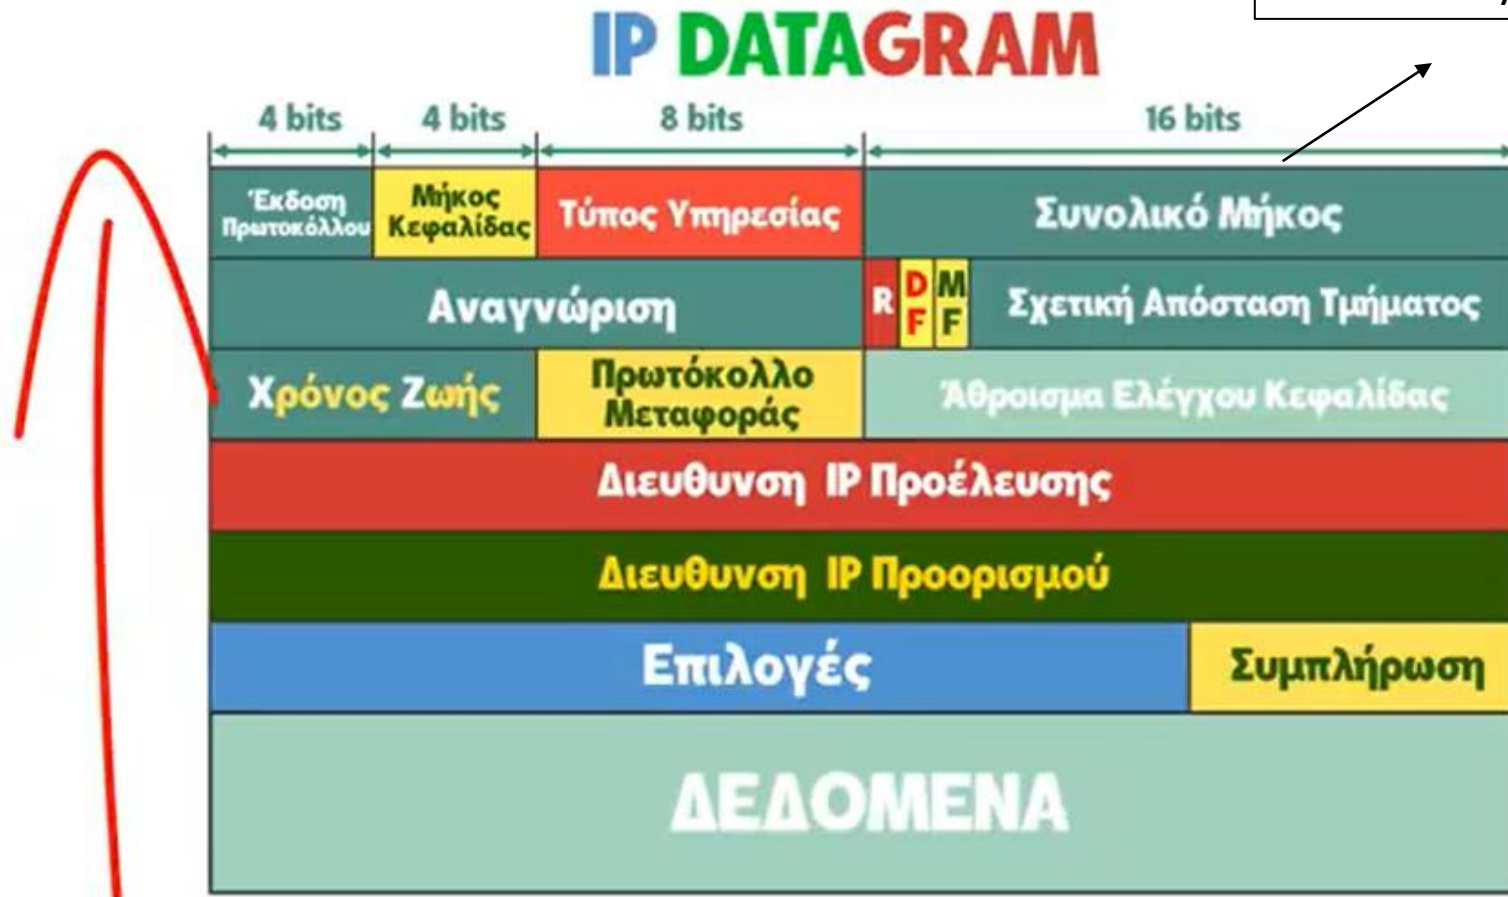 IP DATAGRAM
4 bits 4 bits 8 bits 16 bits
Έκδοση
Πρωτοκόλλου
Μήκος
Κεφαλίδας
Τύπος Υπηρεσίας
Συνολικό Μήκος
Αναγνώριση
R
D
F
M
F
Σχετική Απόσταση Τμήματος
Χρόνος Ζωής
Πρωτόκολλο
Μεταφοράς
Άθροισμα Ελέγχου Κεφαλίδας
Διευθυνση IP Προέλευσης
Διευθυνση IP Προορισμού
Επιλογές
Συμπλήρωση
ΔΕΔΟΜΕΝΑ